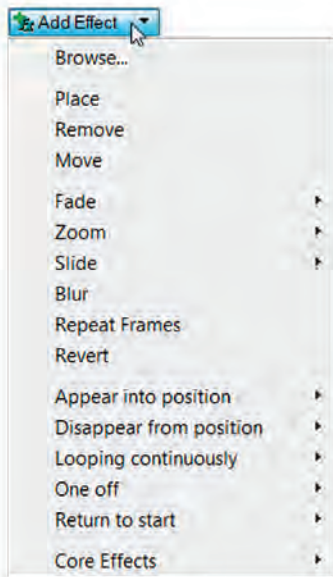 Add Effect
Browse...
Place
Remove
Move
Fade
Zoom
Slide
Blur
Repeat Frames
Revert
Appear into position
Disappear from position
Looping continuously
One off
Return to start
Core Effects